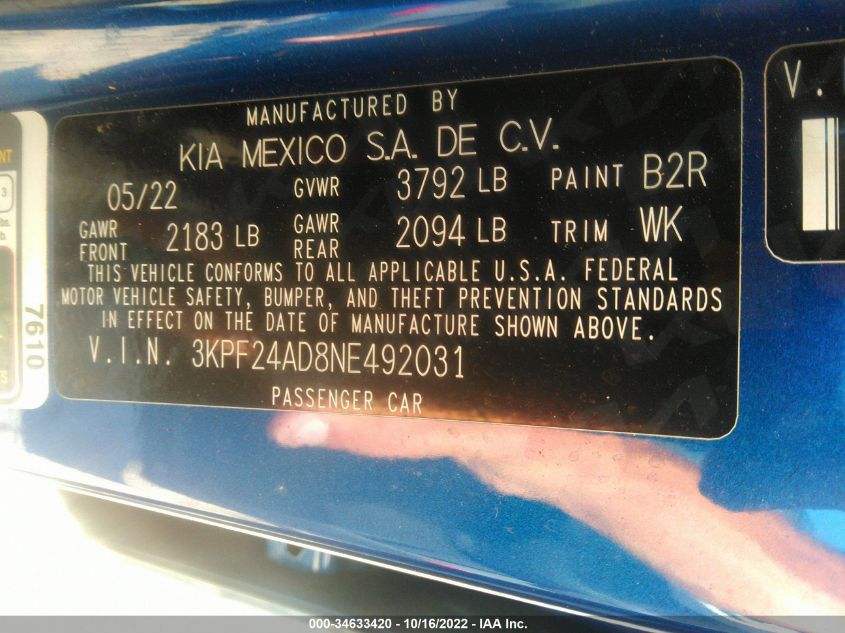 MANUFACTURED BY
KIA MEXICO S.A. DE C.V.
05/22 GVWR 3792 LB PAINT B2R
GAWR FRONT 2183 LB GAWR REAR 2094 LB TRIM WK
THIS VEHICLE CONFORMS TO ALL APPLICABLE U.S.A. FEDERAL
MOTOR VEHICLE SAFETY, BUMPER, AND THEFT PREVENTION STANDARDS
IN EFFECT ON THE DATE OF MANUFACTURE SHOWN ABOVE.
V.I.N. 3KPF24AD8NE492031
PASSENGER CAR
7610
000-34633420 - 10/16/2022 - IAA Inc.